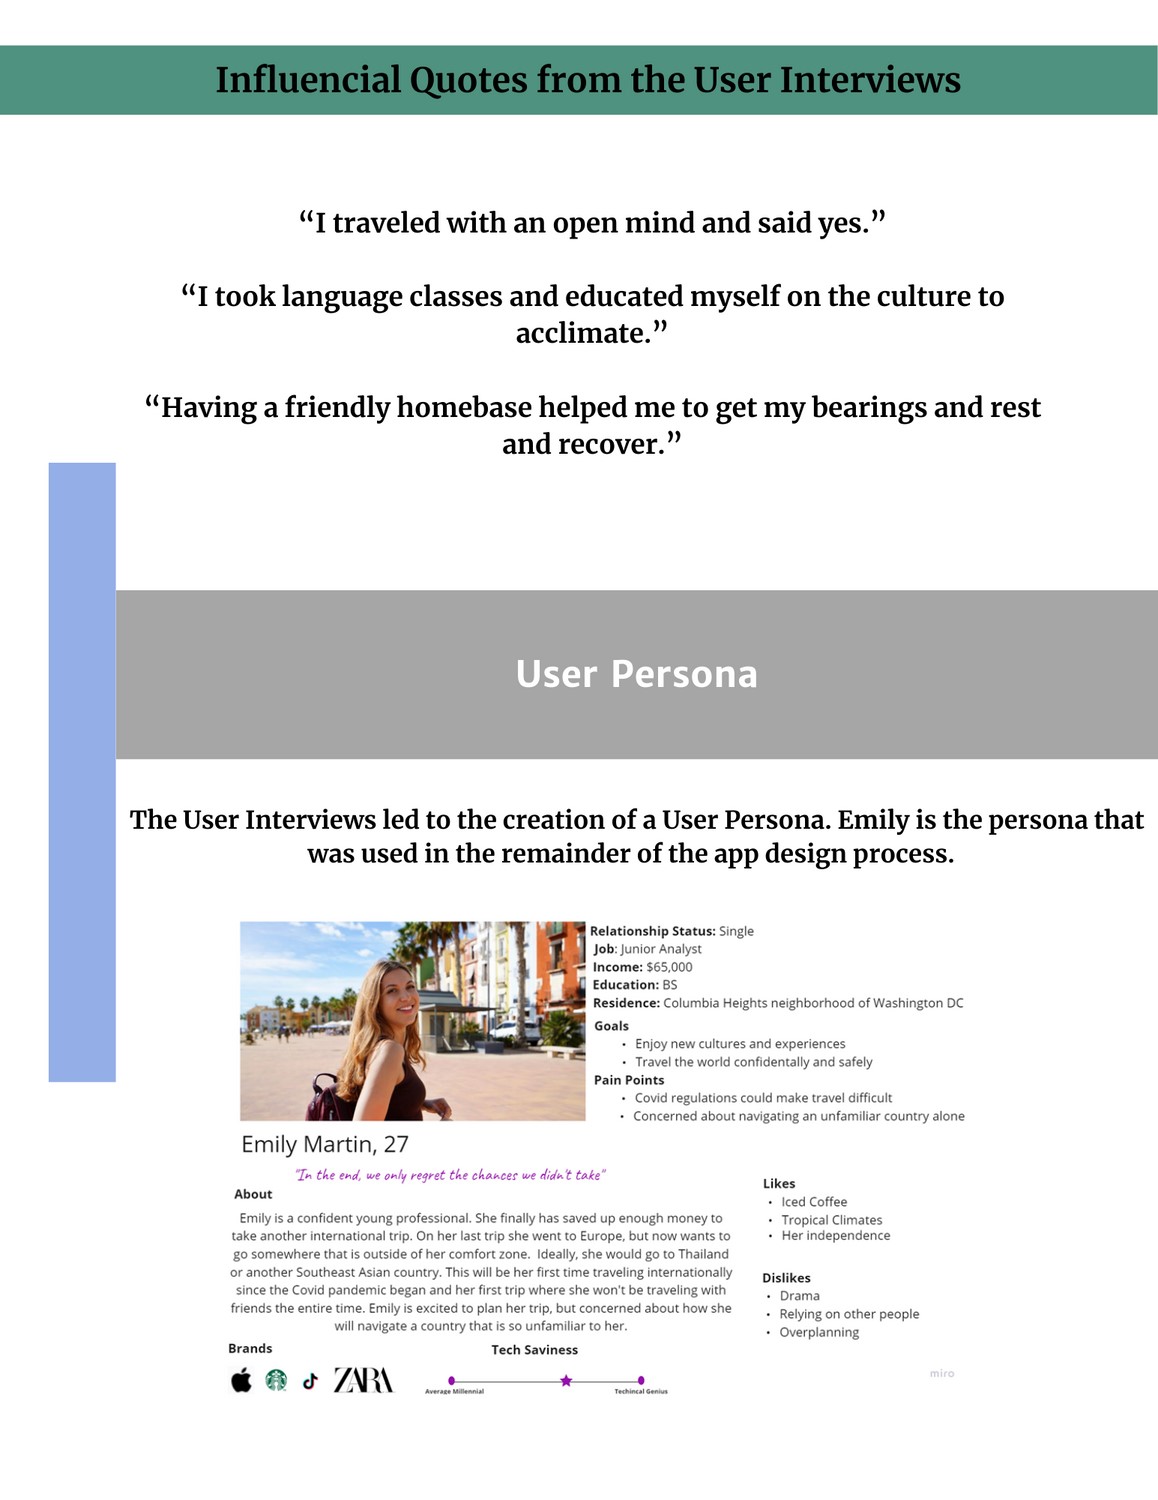 Influencial Quotes from the User Interviews
“I traveled with an open mind and said yes.”
“I took language classes and educated myself on the culture to
acclimate.”
“Having a friendly homebase helped me to get my bearings and rest
and recover.”
User Persona
The User Interviews led to the creation of a User Persona. Emily is the persona that
was used in the remainder of the app design process.
Relationship Status: Single
Job: Junior Analyst
Income: $65,000
Education: BS
Residence: Columbia Heights neighborhood of Washington DC
Goals
• Enjoy new cultures and experiences
• Travel the world confidentally and safely
Pain Points
• Covid regulations could make travel difficult
• Concerned about navigating an unfamiliar country alone
Emily Martin, 27
"In the end, we only regret the chances we didn't take"
About
Emily is a confident young professional. She finally has saved up enough money to
take another international trip. On her last trip she went to Europe, but now wants to
go somewhere that is outside of her comfort zone. Ideally, she would go to Thailand
or another Southeast Asian country. This will be her first time traveling internationally
since the Covid pandemic began and her first trip where she won't be traveling with
friends the entire time. Emily is excited to plan her trip, but concerned about how she
will navigate a country that is so unfamiliar to her.
Likes
• Iced Coffee
• Tropical Climates
• Her independence
Dislikes
• Drama
• Relying on other people
• Overplanning
Brands
ZARA
Tech Saviness
Average Millennial
Techincal Genius
miro